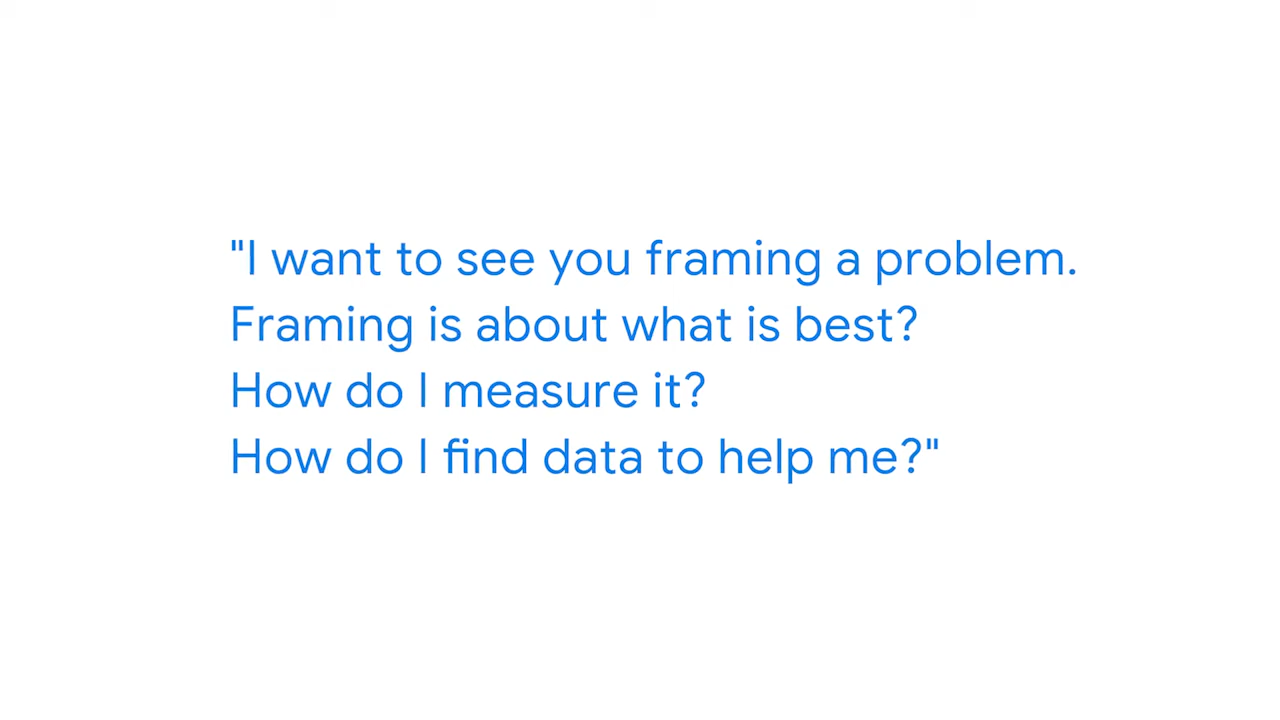 "I want to see you framing a problem.
Framing is about what is best?
How do I measure it?
How do I find data to help me?"